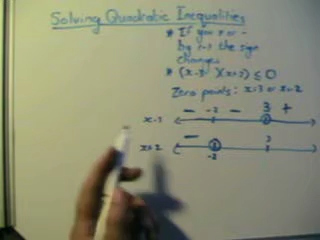 Solving Quadratic Inequalities
* If you x or ÷
by (-) the sign
changes
* (x-3)(x+2) ≤ 0
Zero points: x=3 or x=-2
- -2 - 3 +
x-3
-
x+2 3
-2